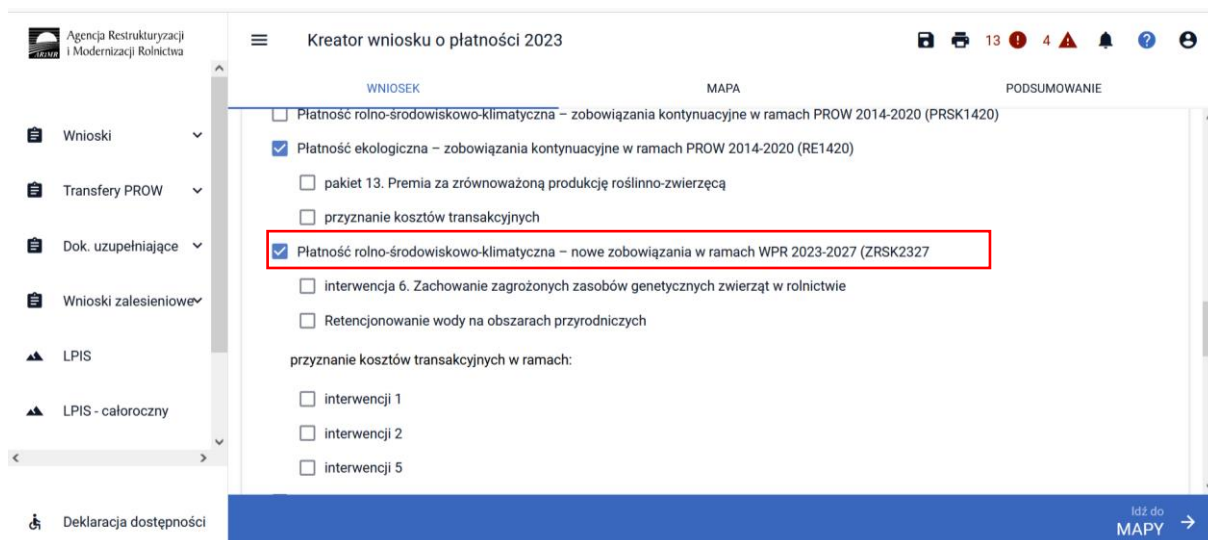 Agencja Restrukturyzacji
i Modernizacji Rolnictwa
ARiMR
Kreator wniosku o płatności 2023
13
4
WNIOSEK
MAPA
PODSUMOWANIE
Wnioski
Transfery PROW
Dok. uzupełniające
Wnioski zalesieniowe
LPIS
LPIS - całoroczny
Deklaracja dostępności
Płatność rolno-środowiskowo-klimatyczna – zobowiązania kontynuacyjne w ramach PROW 2014-2020 (PRSK1420)
Płatność ekologiczna – zobowiązania kontynuacyjne w ramach PROW 2014-2020 (RE1420)
pakiet 13. Premia za zrównoważoną produkcję roślinno-zwierzęcą
przyznanie kosztów transakcyjnych
Płatność rolno-środowiskowo-klimatyczna – nowe zobowiązania w ramach WPR 2023-2027 (ZRSK2327
interwencja 6. Zachowanie zagrożonych zasobów genetycznych zwierząt w rolnictwie
Retencjonowanie wody na obszarach przyrodniczych
przyznanie kosztów transakcyjnych w ramach:
interwencji 1
interwencji 2
interwencji 5
Idź do
MAPY